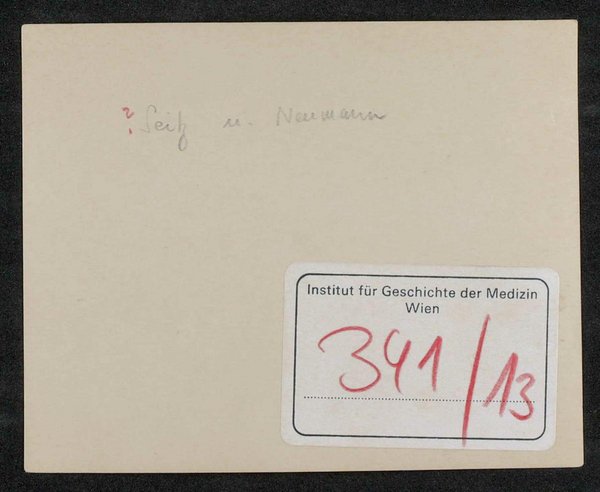 ? Seitz u. Neumann
Institut für Geschichte der Medizin
Wien
341/13